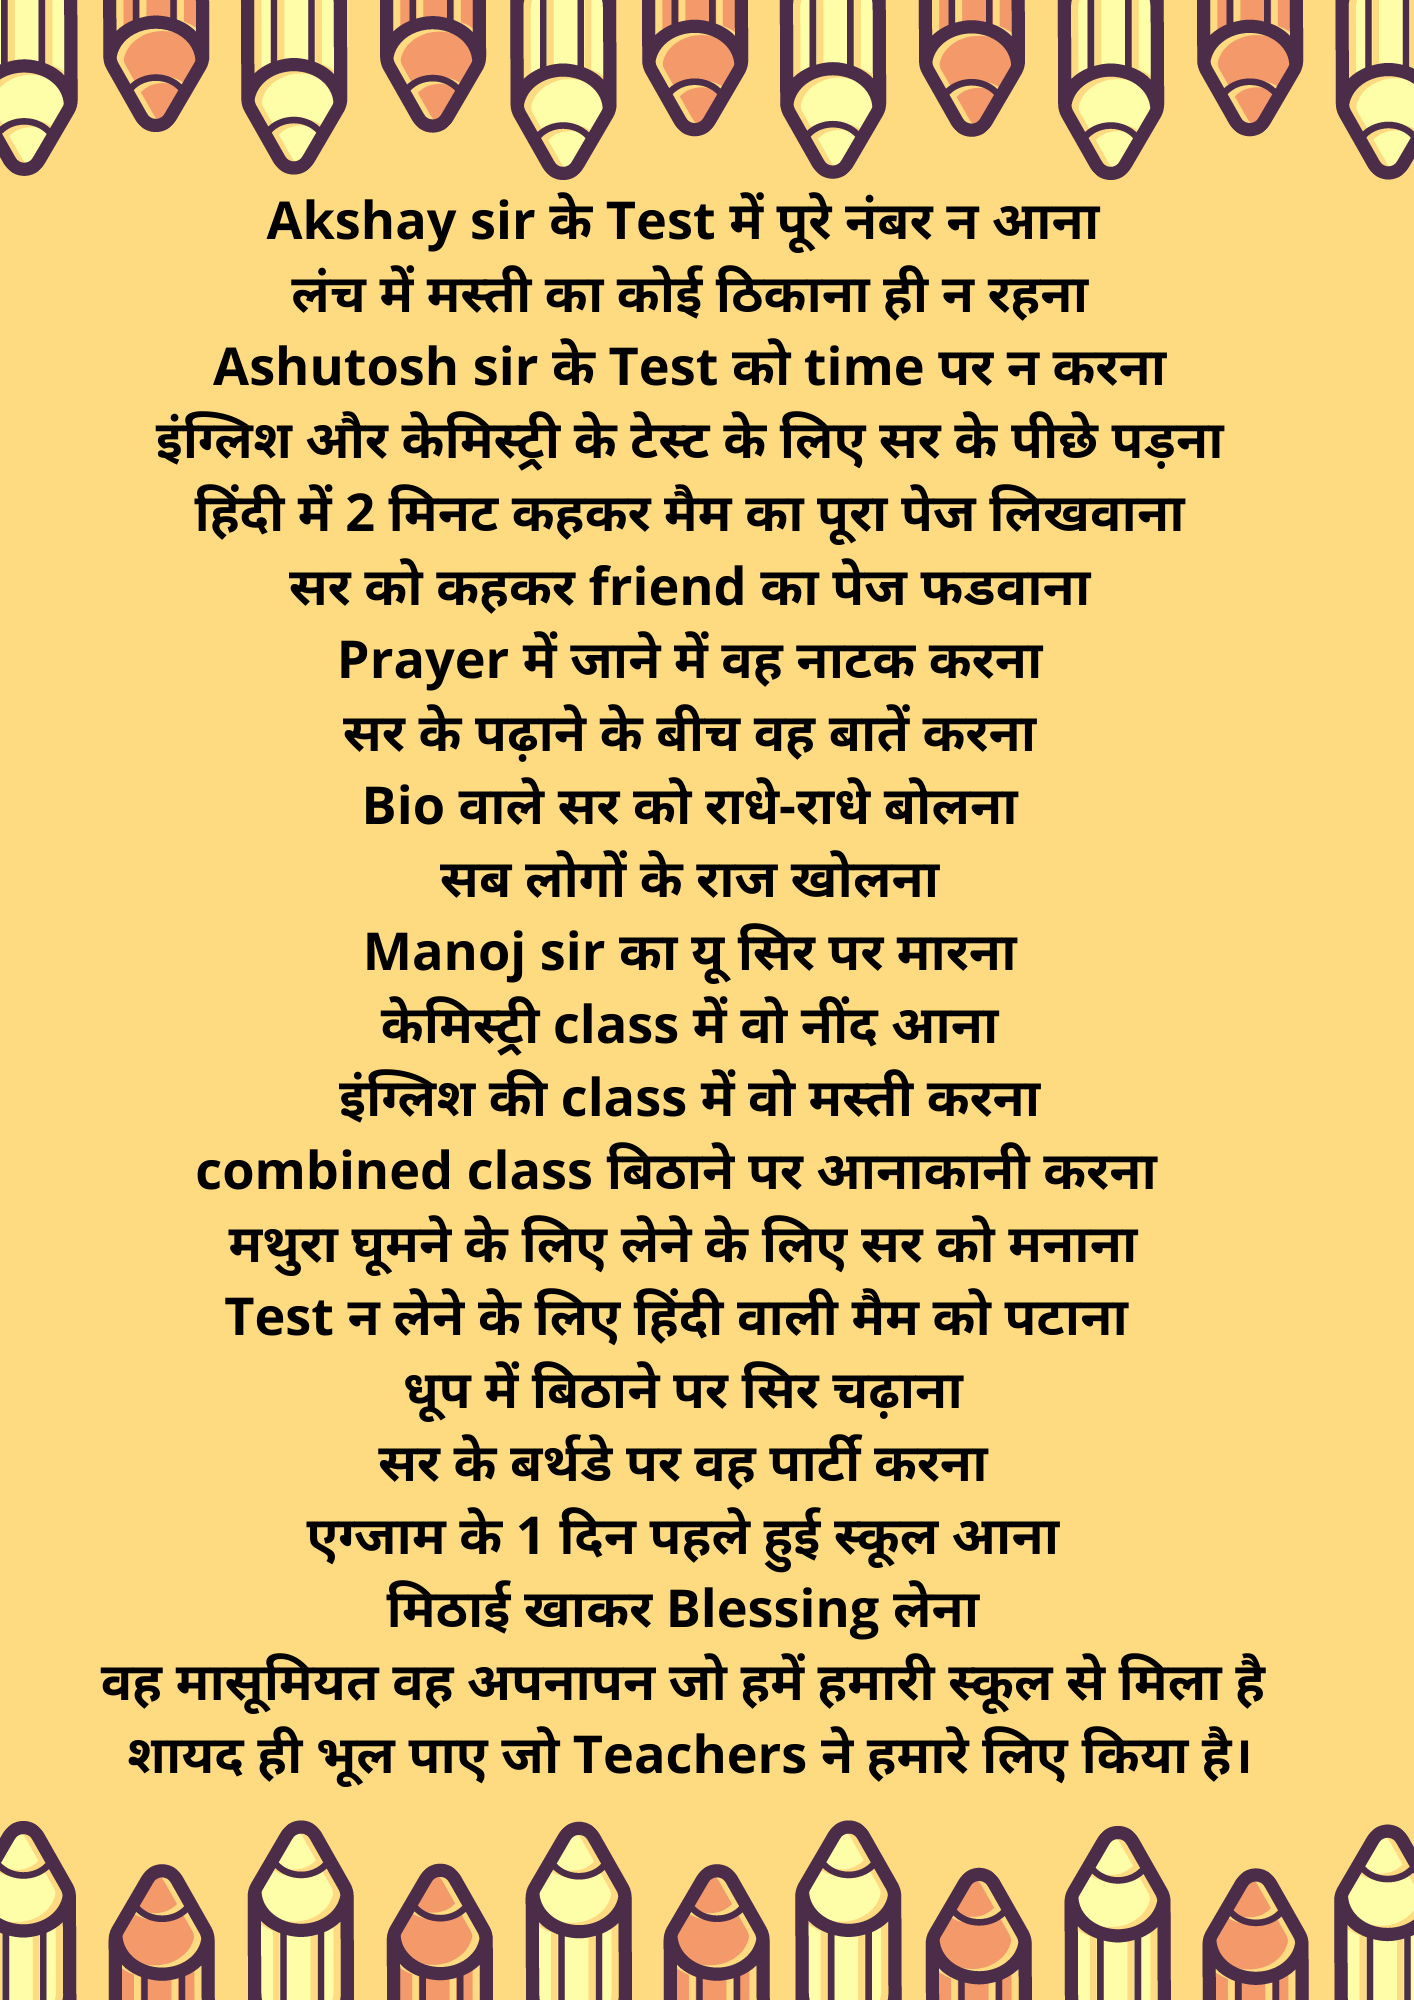 Akshay sir के Test में पूरे नंबर न आना
लंच में मस्ती का कोई ठिकाना ही न रहना
Ashutosh sir के Test को time पर न करना
इंग्लिश और केमिस्ट्री के टेस्ट के लिए सर के पीछे पड़ना
हिंदी में 2 मिनट कहकर मैम का पूरा पेज लिखवाना
सर को कहकर friend का पेज फडवाना
Prayer में जाने में वह नाटक करना
सर के पढ़ाने के बीच वह बातें करना
Bio वाले सर को राधे-राधे बोलना
सब लोगों के राज खोलना
Manoj sir का यू सिर पर मारना
केमिस्ट्री class में वो नींद आना
इंग्लिश की class में वो मस्ती करना
combined class बिठाने पर आनाकानी करना
मथुरा घूमने के लिए लेने के लिए सर को मनाना
Test न लेने के लिए हिंदी वाली मैम को पटाना
धूप में बिठाने पर सिर चढ़ाना
सर के बर्थडे पर वह पार्टी करना
एग्जाम के 1 दिन पहले हुई स्कूल आना
मिठाई खाकर Blessing लेना
वह मासूमियत वह अपनापन जो हमें हमारी स्कूल से मिला है
शायद ही भूल पाए जो Teachers ने हमारे लिए किया है।